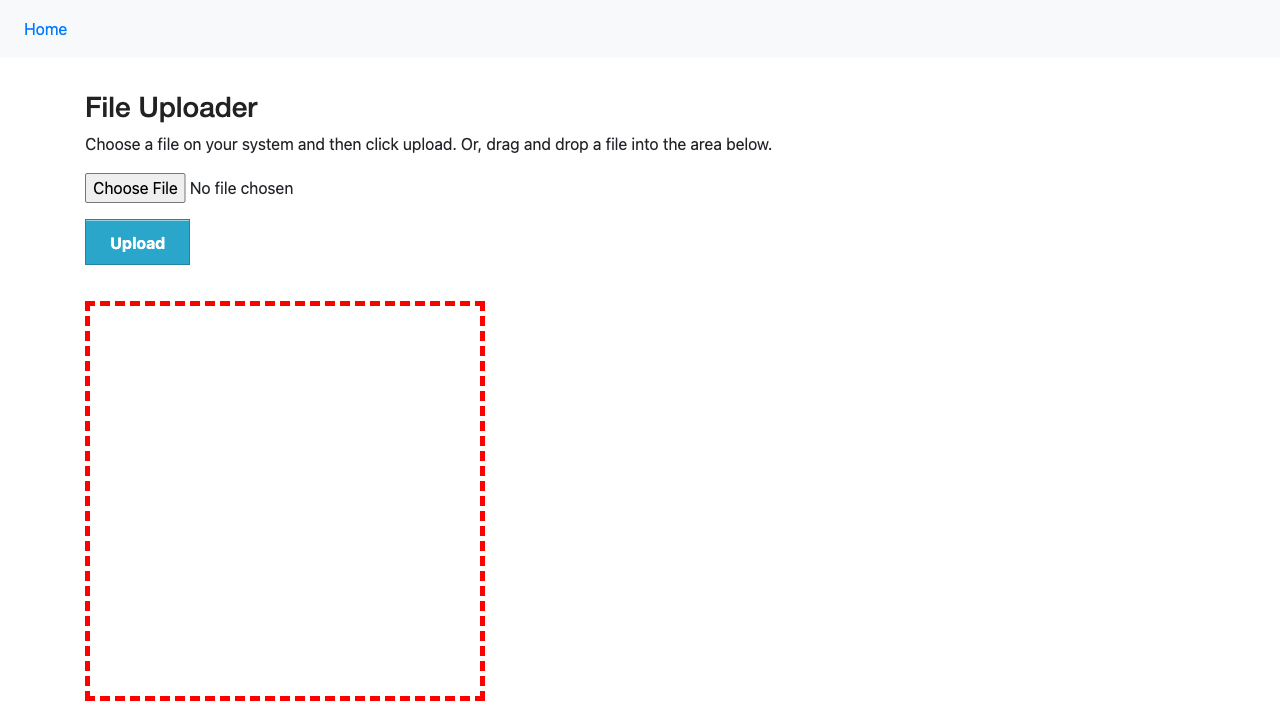 Home
File Uploader
Choose a file on your system and then click upload. Or, drag and drop a file into the area below.
Choose File No file chosen
Upload